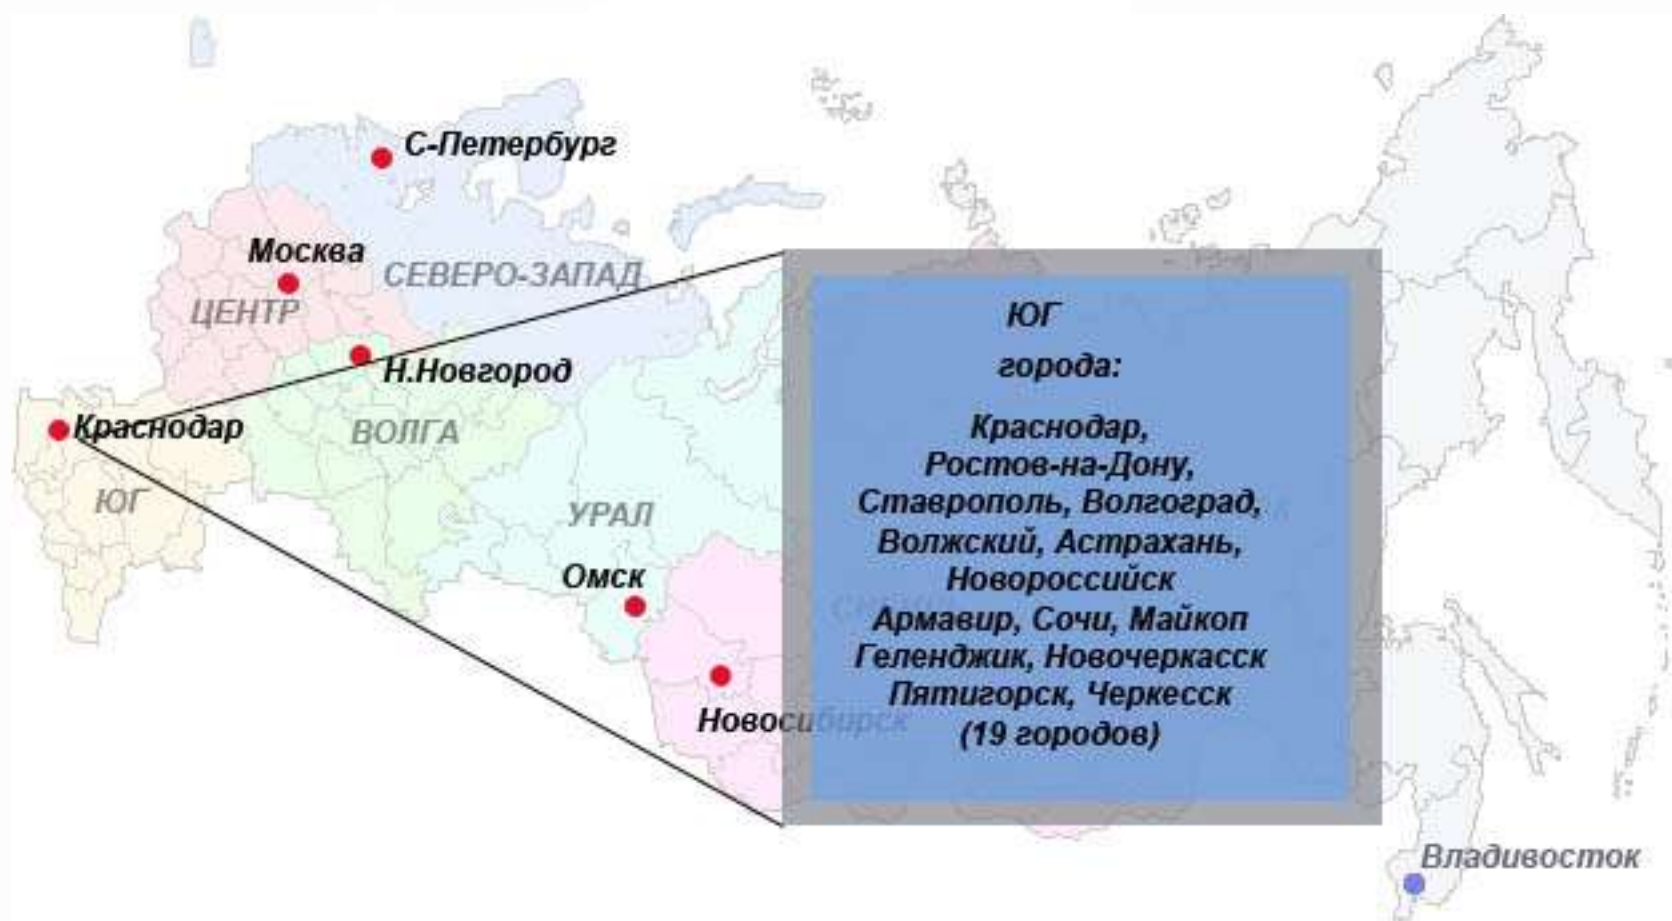 С-Петербург
Москва
СЕВЕРО-ЗАПАД
ЦЕНТР
Н.Новгород
Краснодар
ВОЛГА
ЮГ
УРАЛ
Омск
Новосибирск
ЮГ
города:
Краснодар,
Ростов-на-Дону,
Ставрополь, Волгоград,
Волжский, Астрахань,
Новороссийск
Армавир, Сочи, Майкоп
Геленджик, Новочеркасск
Пятигорск, Черкесск
(19 городов)
Владивосток